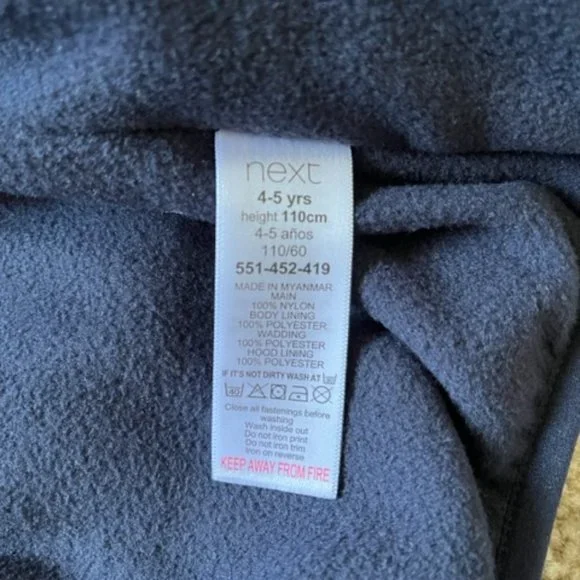 next
4-5 yrs
height 110cm
4-5 años
110/60
551-452-419
MADE IN MYANMAR
MAIN
100% NYLON
BODY LINING
100% POLYESTER
WADDING
100% POLYESTER
HOOD LINING
100% POLYESTER
IF IT'S NOT DIRTY WASH AT
40
Close all fastenings before
washing
Wash inside out
Do not iron print
Do not iron trim
Iron on reverse
KEEP AWAY FROM FIRE